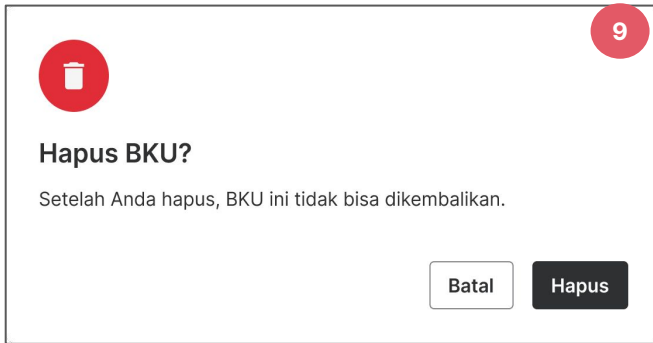 9
Hapus BKU?
Setelah Anda hapus, BKU ini tidak bisa dikembalikan.
Batal
Hapus